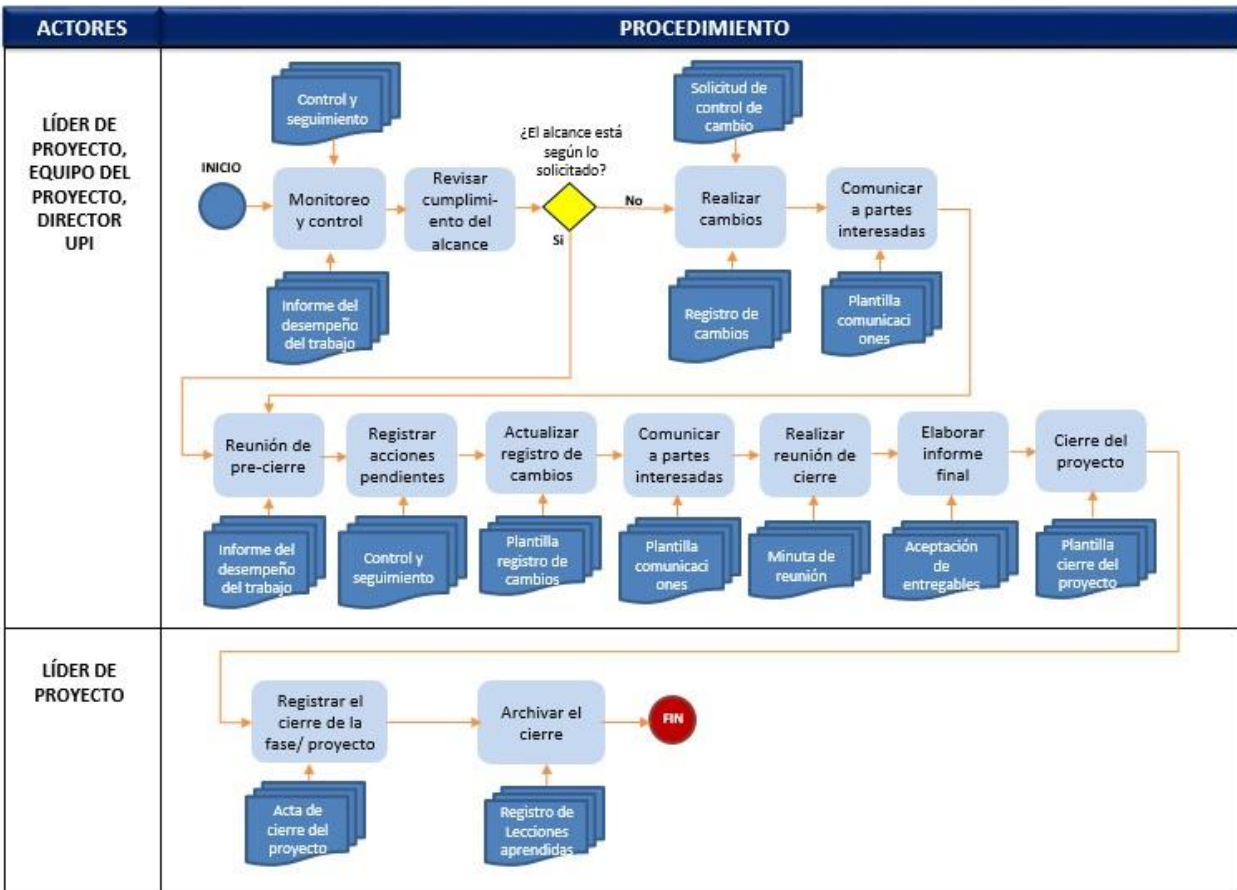 ACTORES
PROCEDIMIENTO
LÍDER DE
PROYECTO,
EQUIPO DEL
PROYECTO,
DIRECTOR
UPI
INICIO
Control y
seguimiento
Monitoreo
y control
Informe del
desempeño
del trabajo
Revisar
cumplimi-
ento del
alcance
¿El alcance está
según lo
solicitado?
No
Si
Solicitud de
control de
cambio
Realizar
cambios
Registro de
cambios
Comunicar
a partes
interesadas
Plantilla
comunicaci
ones
Reunión de
pre-cierre
Informe del
desempeño
del trabajo
Registrar
acciones
pendientes
Control y
seguimiento
Actualizar
registro de
cambios
Plantilla
registro de
cambios
Comunicar
a partes
interesadas
Plantilla
comunicaci
ones
Realizar
reunión de
cierre
Minuta de
reunión
Elaborar
informe
final
Aceptación
de
entregables
Cierre del
proyecto
Plantilla
cierre del
proyecto
LÍDER DE
PROYECTO
Registrar el
cierre de la
fase/ proyecto
Acta de
cierre del
proyecto
Archivar el
cierre
Registro de
Lecciones
aprendidas
FIN